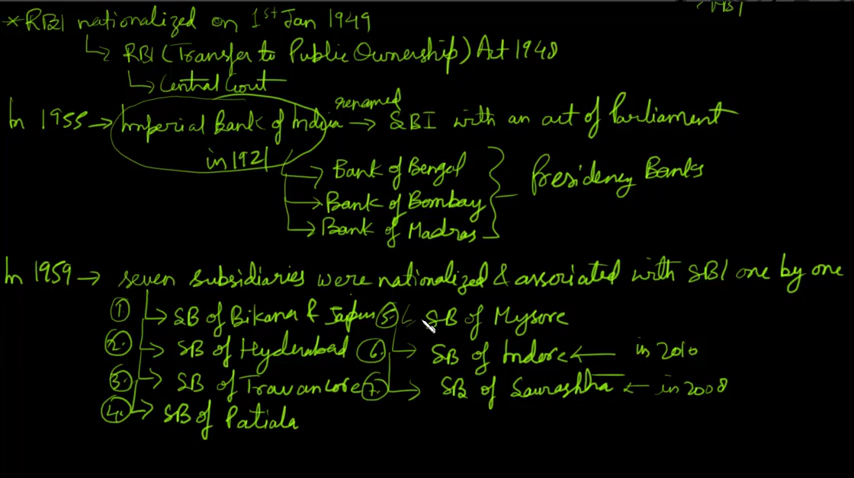 *RBI nationalized on 1st Jan 1949
RBI (Transfer to Public Ownership) Act 1948
Central Govt
In 1955 → Imperial Bank of India renamed → SBI with an act of Parliament
in 1921
Bank of Bengal
Bank of Bombay
Bank of Madras
Presidency Banks
In 1959 → seven subsidiaries were nationalized & associated with SBI one by one
① SB of Bikaner & Jaipur
② SB of Hyderabad
③ SB of Travancore
④ SB of Patiala
⑤ SB of Mysore
⑥ SB of Indore ← in 2010
⑦ SB of Saurashtra ← in 2008